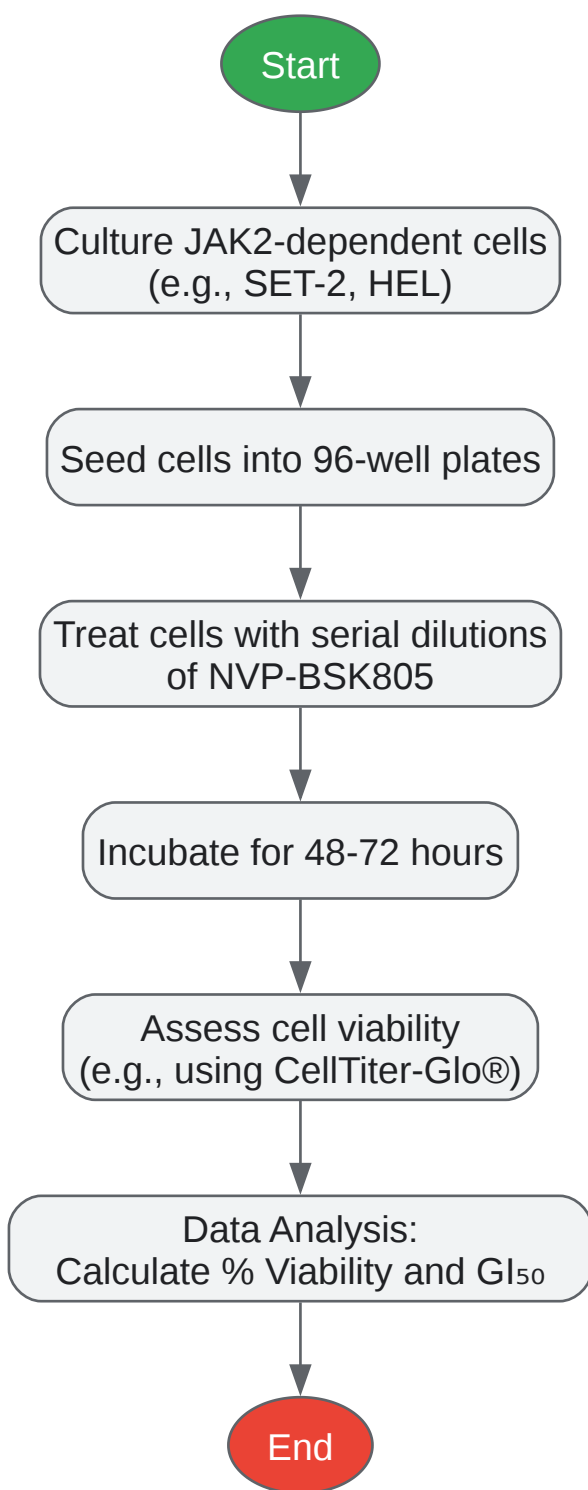 Start
Culture JAK2-dependent cells
(e.g., SET-2, HEL)
Seed cells into 96-well plates
Treat cells with serial dilutions
of NVP-BSK805
Incubate for 48-72 hours
Assess cell viability
(e.g., using CellTiter-Glo®)
Data Analysis:
Calculate % Viability and GI₅₀
End